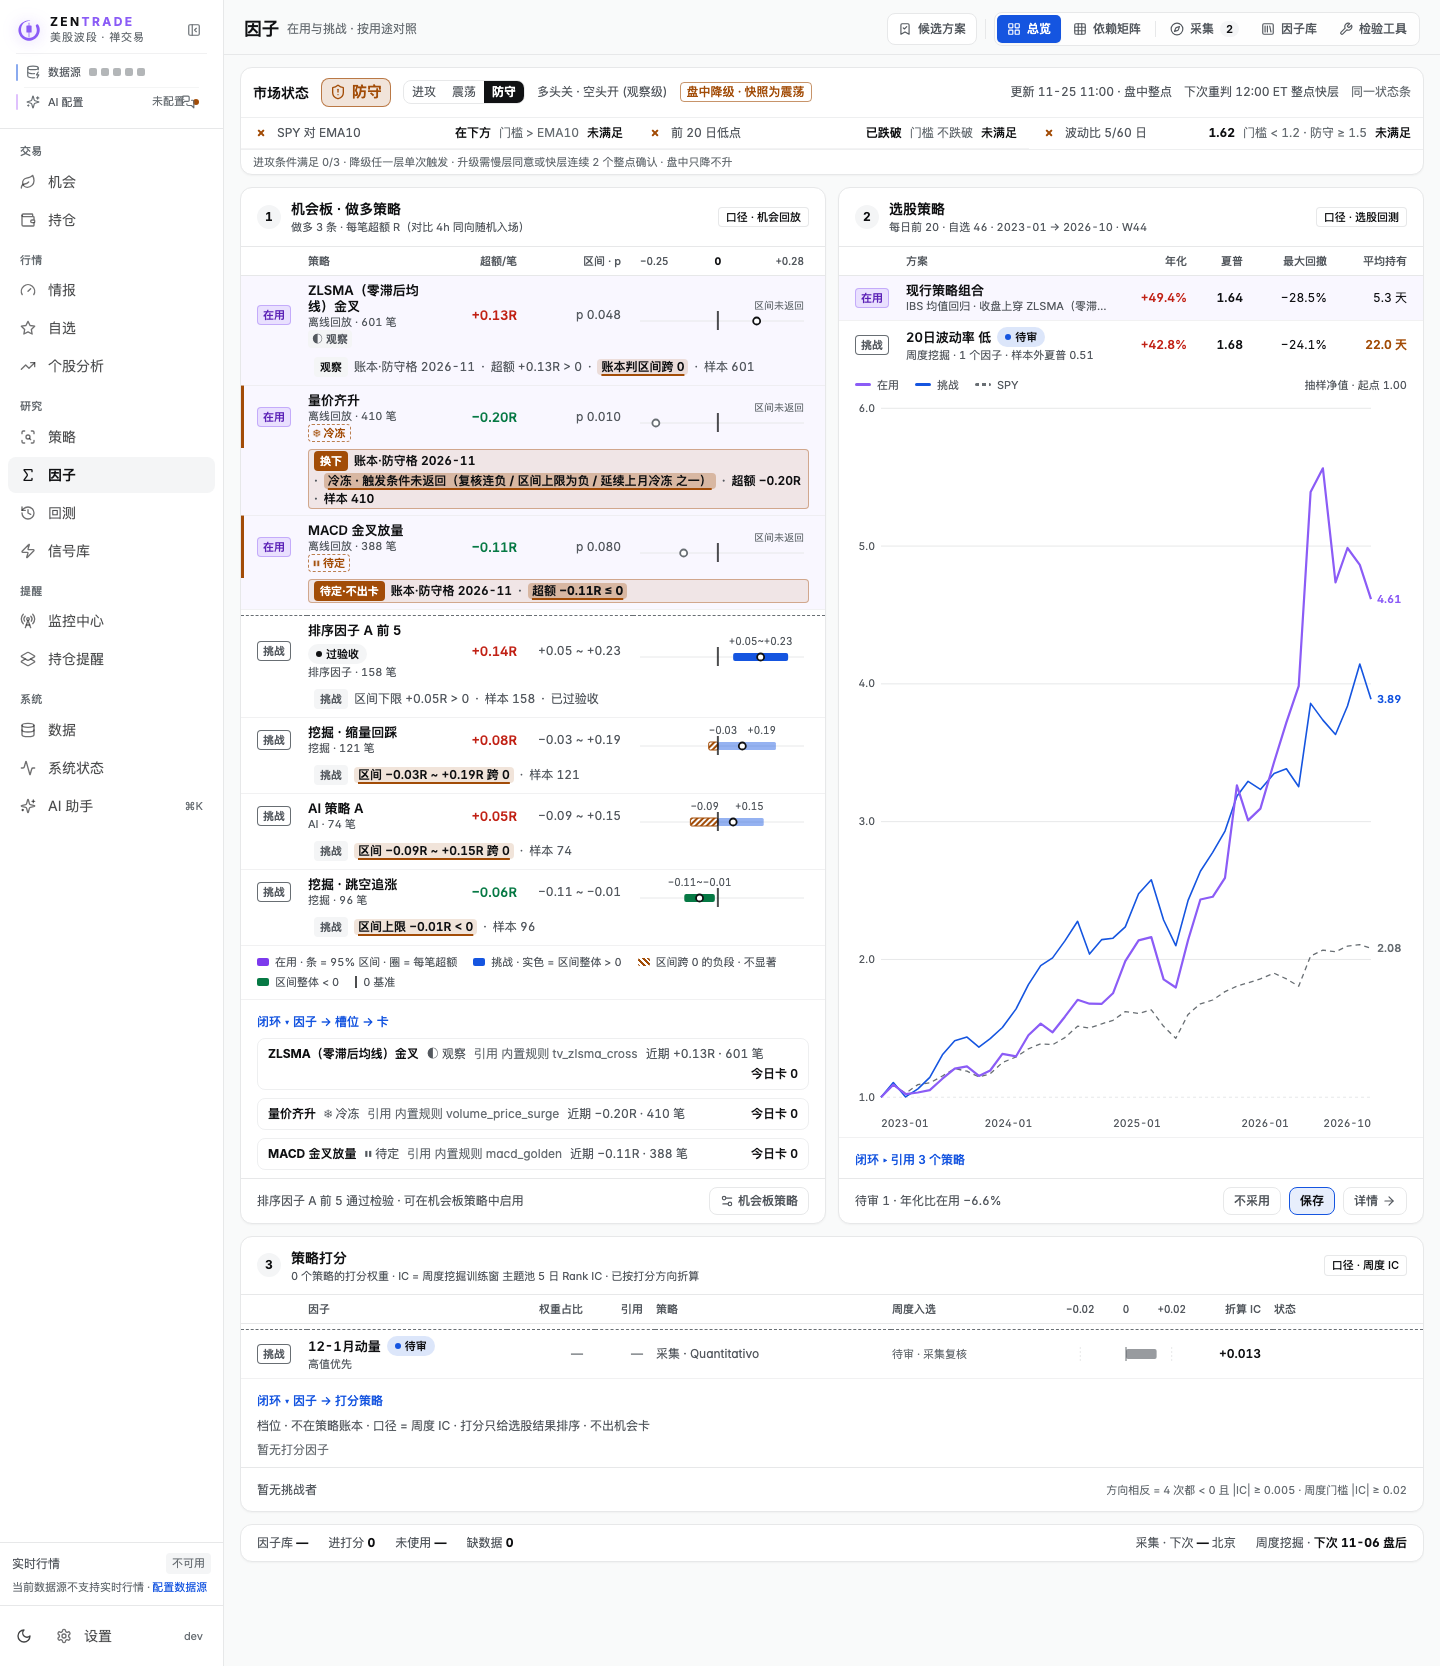 ZENTRADE
美股波段 · 禅交易
数据源
AI 配置 未配置
交易
机会
持仓
行情
情报
自选
个股分析
研究
策略
因子
回测
信号库
提醒
监控中心
持仓提醒
系统
数据
系统状态
AI 助手 ⌘K
实时行情 不可用
当前数据源不支持实时行情 · 配置数据源
设置 dev
因子 在用与挑战 · 按用途对照
候选方案 总览 依赖矩阵 采集 2 因子库 检验工具
市场状态 防守 进攻 震荡 防守 多头关 · 空头开 (观察级) 盘中降级 · 快照为震荡 更新 11-25 11:00 · 盘中整点 下次重判 12:00 ET 整点快层 同一状态条
× SPY 对 EMA10 在下方 门槛 > EMA10 未满足 × 前 20 日低点 已跌破 门槛 不跌破 未满足 × 波动比 5/60 日 1.62 门槛 < 1.2 · 防守 ≥ 1.5 未满足
进攻条件满足 0/3 · 降级任一层单次触发 · 升级需慢层同意或快层连续 2 个整点确认 · 盘中只降不升
1 机会板 · 做多策略 口径 · 机会回放
做多 3 条 · 每笔超额 R（对比 4h 同向随机入场）
策略 超额/笔 区间 · p −0.25 0 +0.28
在用 ZLSMA（零滞后均线）金叉 +0.13R p 0.048 区间未返回
离线回放 · 601 笔
观察
观察 账本·防守格 2026-11 · 超额 +0.13R > 0 · 账本判区间跨 0 · 样本 601
在用 量价齐升 −0.20R p 0.010 区间未返回
离线回放 · 410 笔
❄ 冷冻
换下 账本·防守格 2026-11
· 冷冻 · 触发条件未返回（复核连负 / 区间上限为负 / 延续上月冷冻 之一） · 超额 −0.20R
· 样本 410
在用 MACD 金叉放量 −0.11R p 0.080 区间未返回
离线回放 · 388 笔
待定
待定·不出卡 账本·防守格 2026-11 · 超额 −0.11R ≤ 0
挑战 排序因子 A 前 5 +0.14R +0.05 ~ +0.23 +0.05~+0.23
过验收
排序因子 · 158 笔
挑战 区间下限 +0.05R > 0 · 样本 158 · 已过验收
挑战 挖掘 · 缩量回踩 +0.08R −0.03 ~ +0.19 −0.03 +0.19
挖掘 · 121 笔
挑战 区间 −0.03R ~ +0.19R 跨 0 · 样本 121
挑战 AI 策略 A +0.05R −0.09 ~ +0.15 −0.09 +0.15
AI · 74 笔
挑战 区间 −0.09R ~ +0.15R 跨 0 · 样本 74
挑战 挖掘 · 跳空追涨 −0.06R −0.11 ~ −0.01 −0.11~−0.01
挖掘 · 96 笔
挑战 区间上限 −0.01R < 0 · 样本 96
在用 · 条 = 95% 区间 · 圈 = 每笔超额 挑战 · 实色 = 区间整体 > 0 区间跨 0 的负段 · 不显著
区间整体 < 0 0 基准
闭环 ▾ 因子 → 槽位 → 卡
ZLSMA（零滞后均线）金叉 观察 引用 内置规则 tv_zlsma_cross 近期 +0.13R · 601 笔
今日卡 0
量价齐升 ❄ 冷冻 引用 内置规则 volume_price_surge 近期 −0.20R · 410 笔 今日卡 0
MACD 金叉放量 待定 引用 内置规则 macd_golden 近期 −0.11R · 388 笔 今日卡 0
排序因子 A 前 5 通过检验 · 可在机会板策略中启用 机会板策略
2 选股策略 口径 · 选股回测
每日前 20 · 自选 46 · 2023-01 → 2026-10 · W44
方案 年化 夏普 最大回撤 平均持有
在用 现行策略组合 +49.4% 1.64 −28.5% 5.3 天
IBS 均值回归 · 收盘上穿 ZLSMA（零滞...
挑战 20日波动率 低 待审 +42.8% 1.68 −24.1% 22.0 天
周度挖掘 · 1 个因子 · 样本外夏普 0.51
在用 挑战 SPY 抽样净值 · 起点 1.00
6.0
5.0
4.61
4.0
3.89
3.0
2.08
2.0
1.0
2023-01 2024-01 2025-01 2026-01 2026-10
闭环 ▸ 引用 3 个策略
待审 1 · 年化比在用 −6.6% 不采用 保存 详情 →
3 策略打分 口径 · 周度 IC
0 个策略的打分权重 · IC = 周度挖掘训练窗 主题池 5 日 Rank IC · 已按打分方向折算
因子 权重占比 引用 策略 周度入选 −0.02 0 +0.02 折算 IC 状态
挑战 12-1月动量 待审 — — 采集 · Quantitativo 待审 · 采集复核 +0.013
高值优先
闭环 ▾ 因子 → 打分策略
档位 · 不在策略账本 · 口径 = 周度 IC · 打分只给选股结果排序 · 不出机会卡
暂无打分因子
暂无挑战者 方向相反 = 4 次都 < 0 且 |IC| ≥ 0.005 · 周度门槛 |IC| ≥ 0.02
因子库 — 进打分 0 未使用 — 缺数据 0 采集 · 下次 — 北京 周度挖掘 · 下次 11-06 盘后